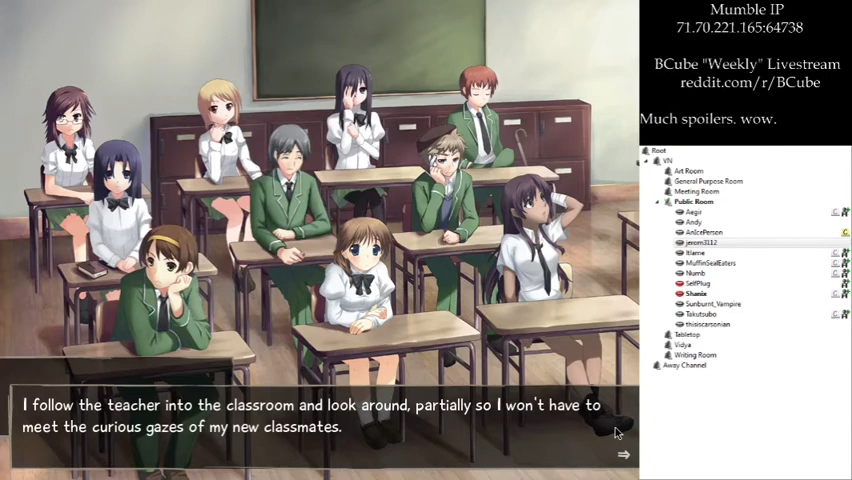 Mumble IP
71.70.221.165:64738
BCube "Weekly" Livestream
reddit.com/r/BCube
Much spoilers. wow.
Root
VN
Art Room
General Purpose Room
Meeting Room
Public Room
Aegir
Andy
AnIcePerson
jerom3112
Itlame
MuffinSealEaters
Numb
SelfPlug
Shanix
Sunburnt_Vampire
Takutsubo
thisiscarsonian
Tabletop
Vidya
Writing Room
Away Channel
I follow the teacher into the classroom and look around, partially so I won't have to
meet the curious gazes of my new classmates.